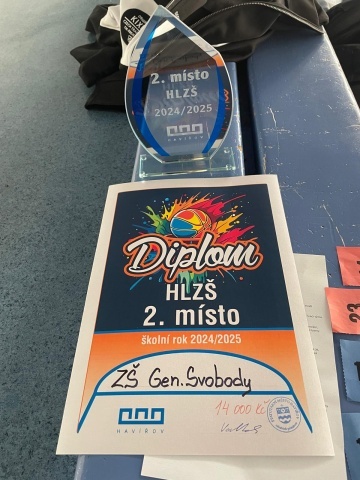 2. místo
HLZŠ
2024/2025
HAVÍŘOV
Diplom
HLZŠ
2. místo
školní rok 2024/2025
ZŠ Gen. Svobody
14 000 Kč
HAVÍŘOV
23